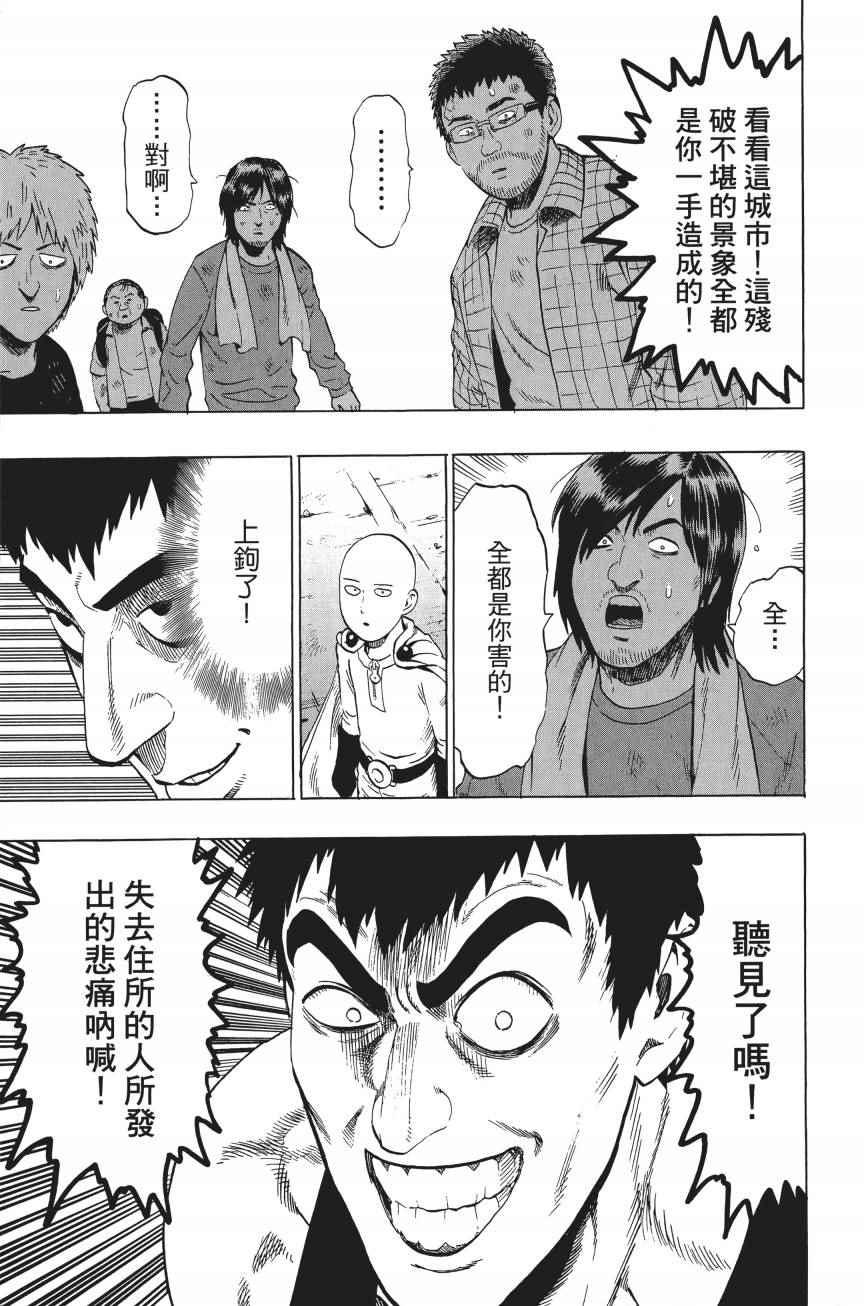 看看這城市！這殘
破不堪的景象全都
是你一手造成的！
………
……對啊…
全…
全都是你害的！
上鉤了！
聽見了嗎！
失去住所的人所發
出的悲痛吶喊！